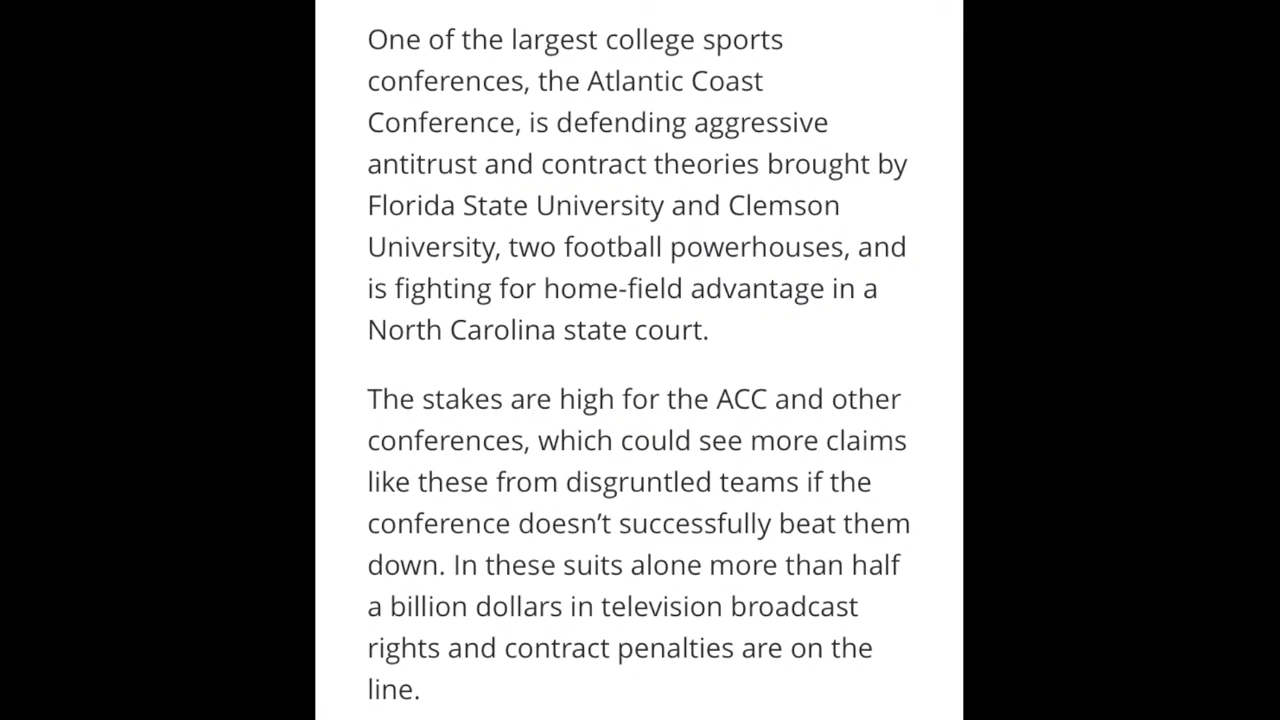 One of the largest college sports
conferences, the Atlantic Coast
Conference, is defending aggressive
antitrust and contract theories brought by
Florida State University and Clemson
University, two football powerhouses, and
is fighting for home-field advantage in a
North Carolina state court.
The stakes are high for the ACC and other
conferences, which could see more claims
like these from disgruntled teams if the
conference doesn’t successfully beat them
down. In these suits alone more than half
a billion dollars in television broadcast
rights and contract penalties are on the
line.